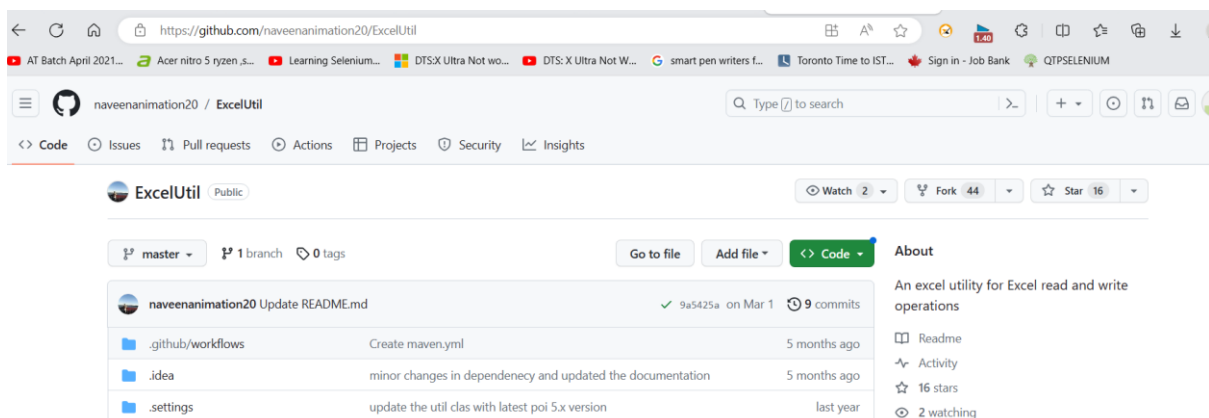 https://github.com/naveenanimation20/ExcelUtil
1.40
AT Batch April 2021... Acer nitro 5 ryzen ,s... Learning Selenium... DTS:X Ultra Not wo... DTS: X Ultra Not W... smart pen writers f... Toronto Time to IST... Sign in - Job Bank QTPSELENIUM
naveenanimation20 / ExcelUtil Type / to search
Code Issues Pull requests Actions Projects Security Insights
ExcelUtil Public Watch 2 Fork 44 Star 16
master 1 branch 0 tags Go to file Add file Code About
An excel utility for Excel read and write
operations
naveenanimation20 Update README.md 9a5425a on Mar 1 9 commits
Readme
.github/workflows Create maven.yml 5 months ago
Activity
.idea minor changes in dependenecy and updated the documentation 5 months ago
16 stars
.settings update the util clas with latest poi 5.x version last year
2 watching